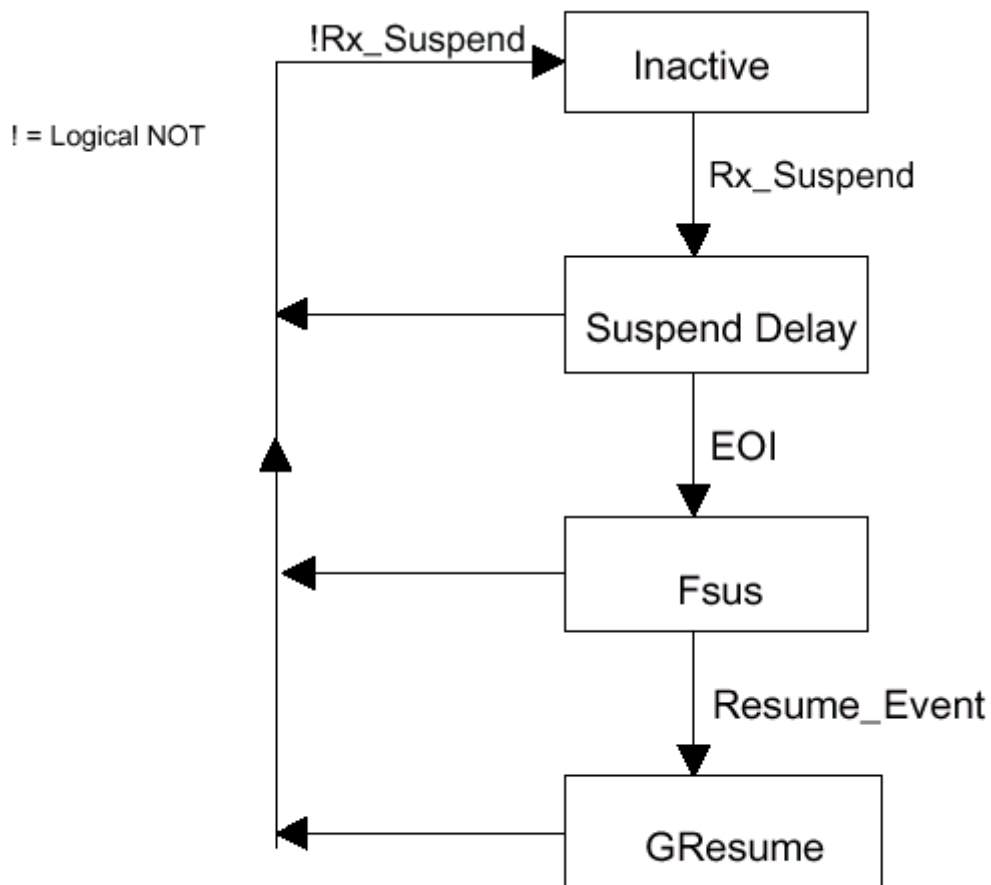 !Rx_Suspend
Inactive
! = Logical NOT
Rx_Suspend
Suspend Delay
EOI
Fsus
Resume_Event
GResume